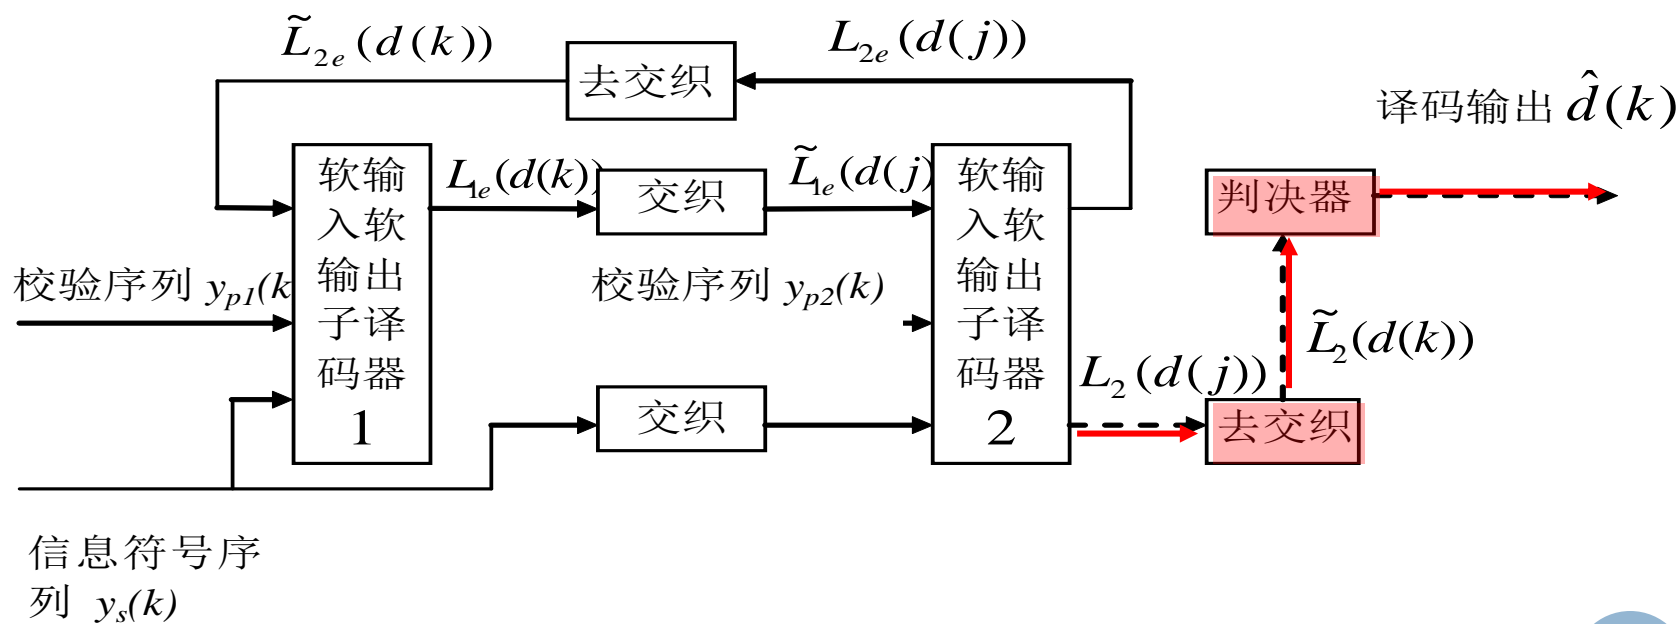 L̃₂ₑ(d(k))
L₂ₑ(d(j))
去交织
译码输出 d̂(k)
软输
入软
输出
子译
码器
1
L₁ₑ(d(k))
交织
L̃₁ₑ(d(j)
软输
入软
输出
子译
码器
2
判决器
校验序列 yₚ₁(k
校验序列 yₚ₂(k)
L̃₂(d(k))
L₂(d(j))
交织
去交织
信息符号序
列 yₛ(k)